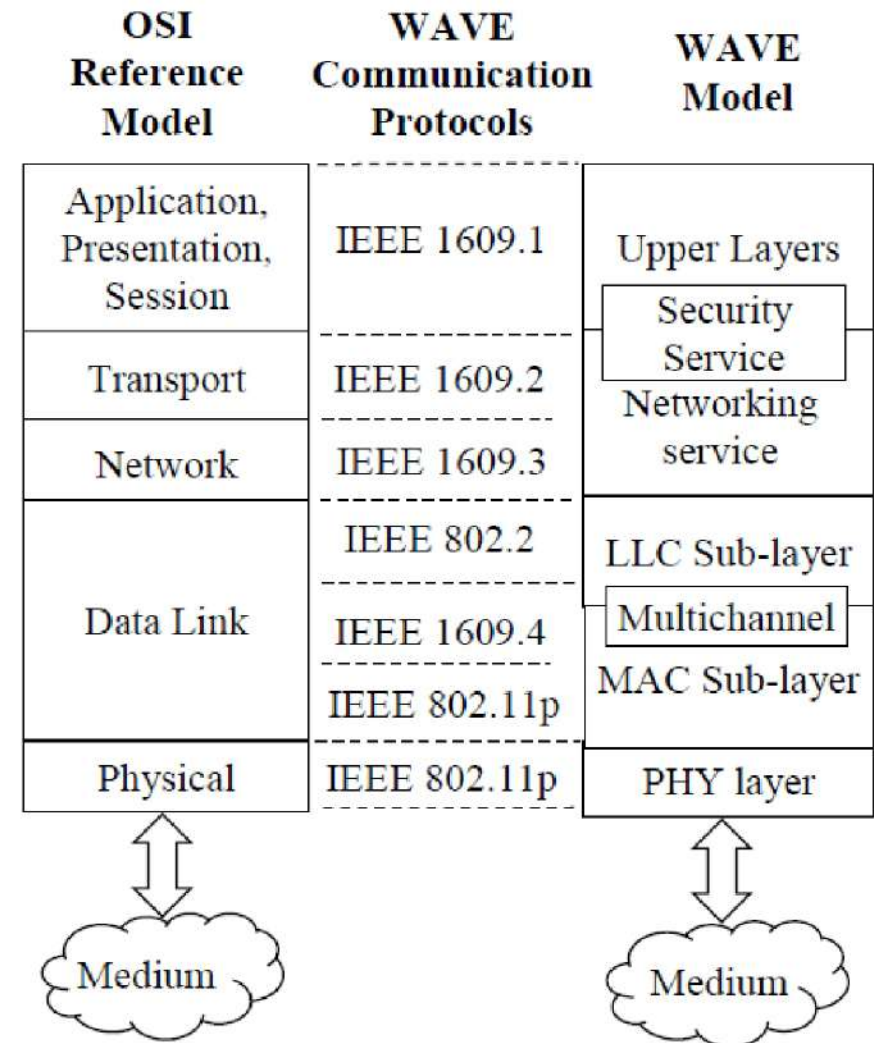 OSI
Reference
Model
WAVE
Communication
Protocols
WAVE
Model
Application,
Presentation,
Session
IEEE 1609.1
Upper Layers
Security
Service
Transport
IEEE 1609.2
Networking
service
Network
IEEE 1609.3
Data Link
IEEE 802.2
LLC Sub-layer
Multichannel
IEEE 1609.4
MAC Sub-layer
IEEE 802.11p
Physical
IEEE 802.11p
PHY layer
Medium
Medium